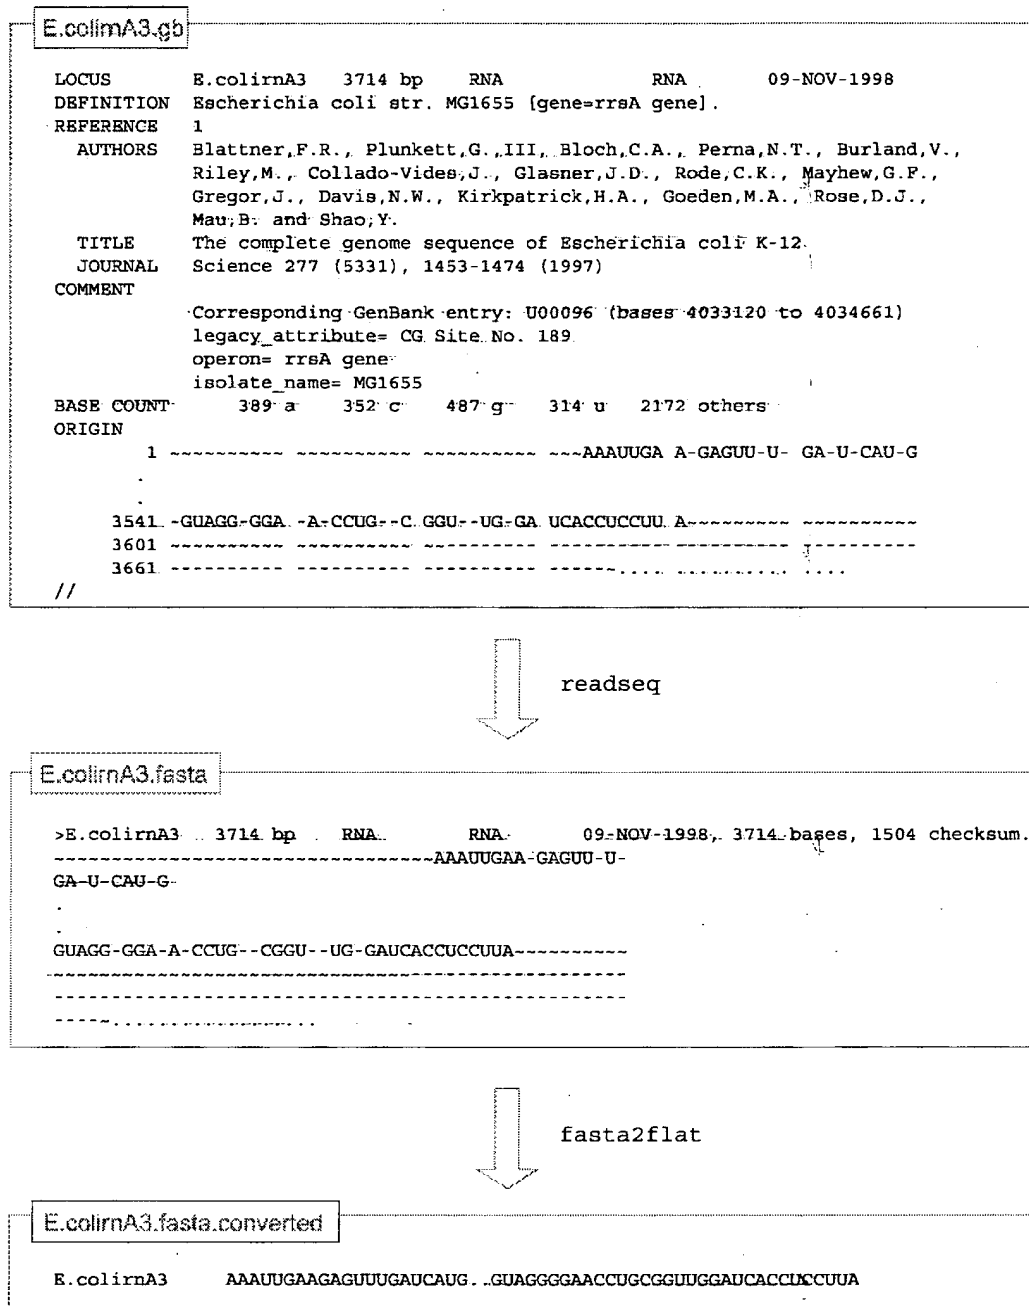 E.colirnA3.gb
LOCUS E.colirnA3 3714 bp RNA RNA 09-NOV-1998
DEFINITION Escherichia coli str. MG1655 [gene=rrsA gene].
REFERENCE 1
AUTHORS Blattner,F.R., Plunkett,G.,III, Bloch,C.A., Perna,N.T., Burland,V.,
Riley,M., Collado-Vides,J., Glasner,J.D., Rode,C.K., Mayhew,G.F.,
Gregor,J., Davis,N.W., Kirkpatrick,H.A., Goeden,M.A., Rose,D.J.,
Mau,B. and Shao,Y.
TITLE The complete genome sequence of Escherichia coli K-12.
JOURNAL Science 277 (5331), 1453-1474 (1997)
COMMENT
Corresponding GenBank entry: U00096 (bases 4033120 to 4034661)
legacy_attribute= CG Site No. 189
operon= rrsA gene
isolate_name= MG1655
BASE COUNT 389 a 352 c 487 g 314 u 2172 others
ORIGIN
1 ~~~~~~~~~~ ~~~~~~~~~~ ~~~~~~~~~~ ~~~AAAUUGA A-GAGUU-U- GA-U-CAU-G
.
.
3541 -GUAGG-GGA -A-CCUG--C GGU--UG-GA UCACCUCCUU A~~~~~~~~~ ~~~~~~~~~~
3601 ~~~~~~~~~~ ~~~~~~~~~~ ~~---------- ---------- ---------- ----------
3661 ---------- ---------- ---------- -----~.... .......... ....
//
readseq
E.colirnA3.fasta
>E.colirnA3 3714 bp RNA RNA 09-NOV-1998, 3714 bases, 1504 checksum.
~~~~~~~~~~~~~~~~~~~~~~~~~~~~~~~~~AAAUUGAA-GAGUU-U-
GA-U-CAU-G-
.
.
GUAGG-GGA-A-CCUG--CGGU--UG-GAUCACCUCCUUA~~~~~~~~~~
~~~~~~~~~~~~~~~~~~~~~~~~~~~~~~~-------------------
--------------------------------------------------
----~..................
fasta2flat
E.colirnA3.fasta.converted
E.colirnA3 AAAUUGAAGAGUUUGAUCAUG...GUAGGGGAACCUGCGGUUGGAUCACCUCCUUA